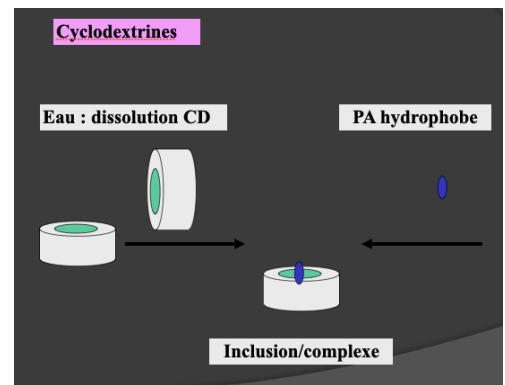 Cyclodextrines
Eau : dissolution CD
PA hydrophobe
Inclusion/complexe